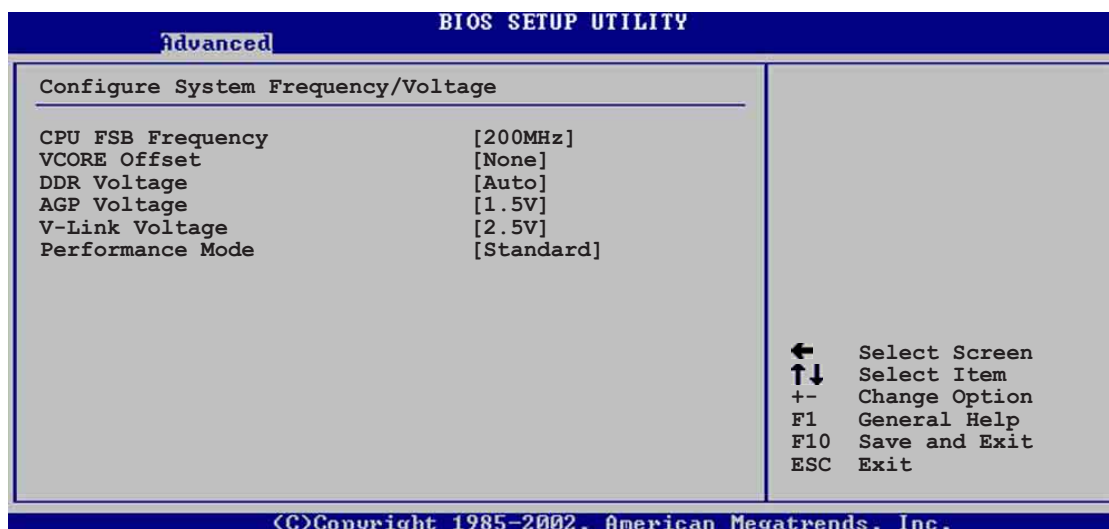 BIOS SETUP UTILITY
Advanced
Configure System Frequency/Voltage
CPU FSB Frequency [200MHz]
VCORE Offset [None]
DDR Voltage [Auto]
AGP Voltage [1.5V]
V-Link Voltage [2.5V]
Performance Mode [Standard]
← Select Screen
↑↓ Select Item
+- Change Option
F1 General Help
F10 Save and Exit
ESC Exit
(C)Copyright 1985-2002, American Megatrends, Inc.